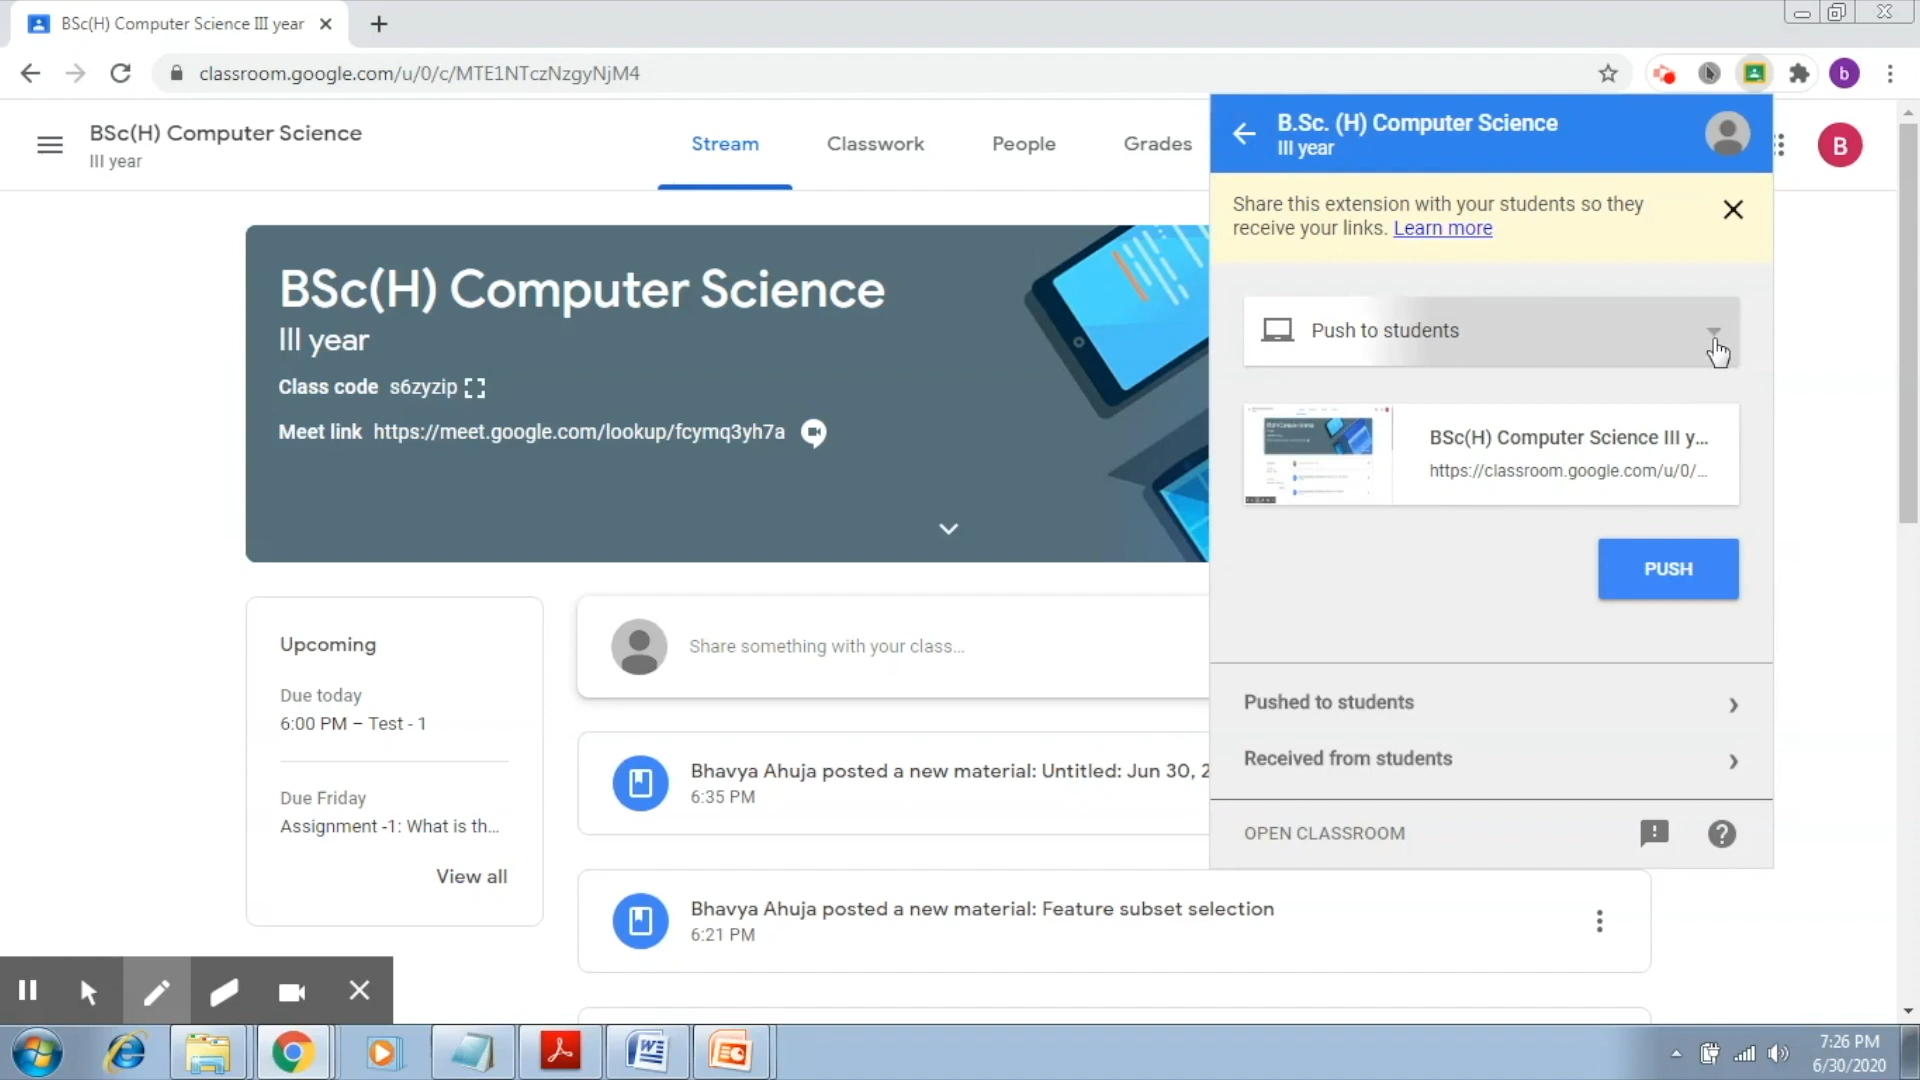 BSc(H) Computer Science III year
classroom.google.com/u/0/c/MTE1NTczNzgyNjM4
b
BSc(H) Computer Science
III year
Stream
Classwork
People
Grades
B
B.Sc. (H) Computer Science
III year
Share this extension with your students so they
receive your links. Learn more
Push to students
BSc(H) Computer Science III y...
https://classroom.google.com/u/0/...
PUSH
Pushed to students
Received from students
OPEN CLASSROOM
BSc(H) Computer Science
III year
Class code s6zyzip
Meet link https://meet.google.com/lookup/fcymq3yh7a
Upcoming
Due today
6:00 PM – Test - 1
Due Friday
Assignment -1: What is th...
View all
Share something with your class...
Bhavya Ahuja posted a new material: Untitled: Jun 30, 2
6:35 PM
Bhavya Ahuja posted a new material: Feature subset selection
6:21 PM
7:26 PM
6/30/2020